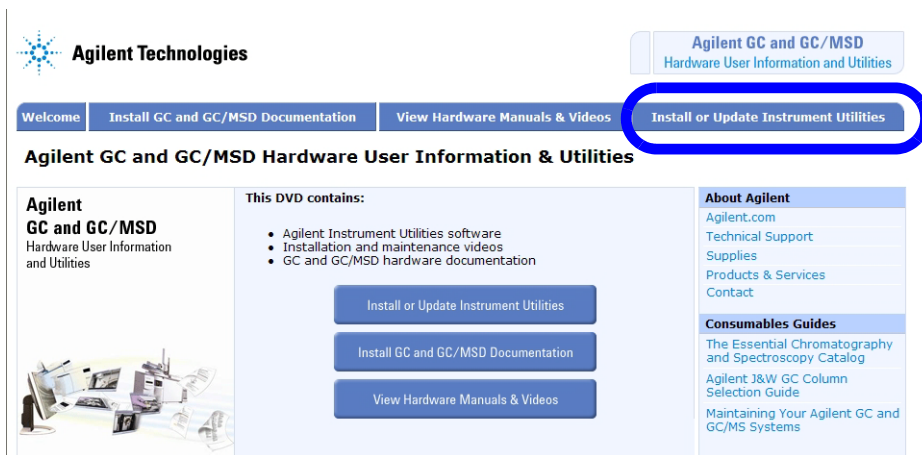 Agilent Technologies
Agilent GC and GC/MSD
Hardware User Information and Utilities
Welcome
Install GC and GC/MSD Documentation
View Hardware Manuals & Videos
Install or Update Instrument Utilities
Agilent GC and GC/MSD Hardware User Information & Utilities
Agilent
GC and GC/MSD
Hardware User Information
and Utilities
This DVD contains:
• Agilent Instrument Utilities software
• Installation and maintenance videos
• GC and GC/MSD hardware documentation
Install or Update Instrument Utilities
Install GC and GC/MSD Documentation
View Hardware Manuals & Videos
About Agilent
Agilent.com
Technical Support
Supplies
Products & Services
Contact
Consumables Guides
The Essential Chromatography
and Spectroscopy Catalog
Agilent J&W GC Column
Selection Guide
Maintaining Your Agilent GC and
GC/MS Systems